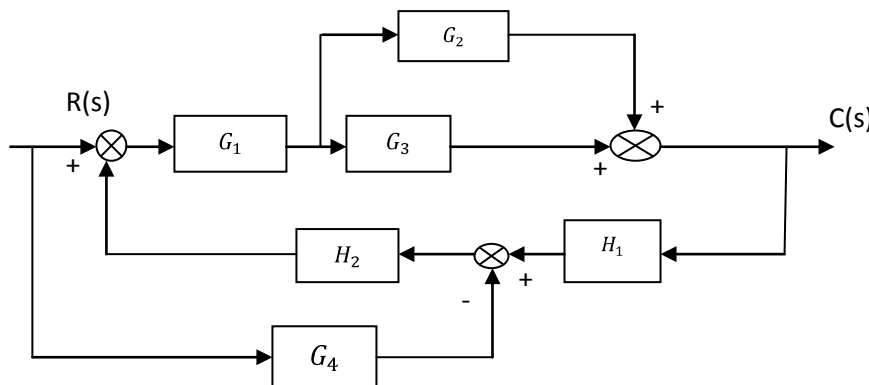 G₂
R(s)
+
C(s)
G₁
G₃
+
+
H₂
H₁
+
-
G₄